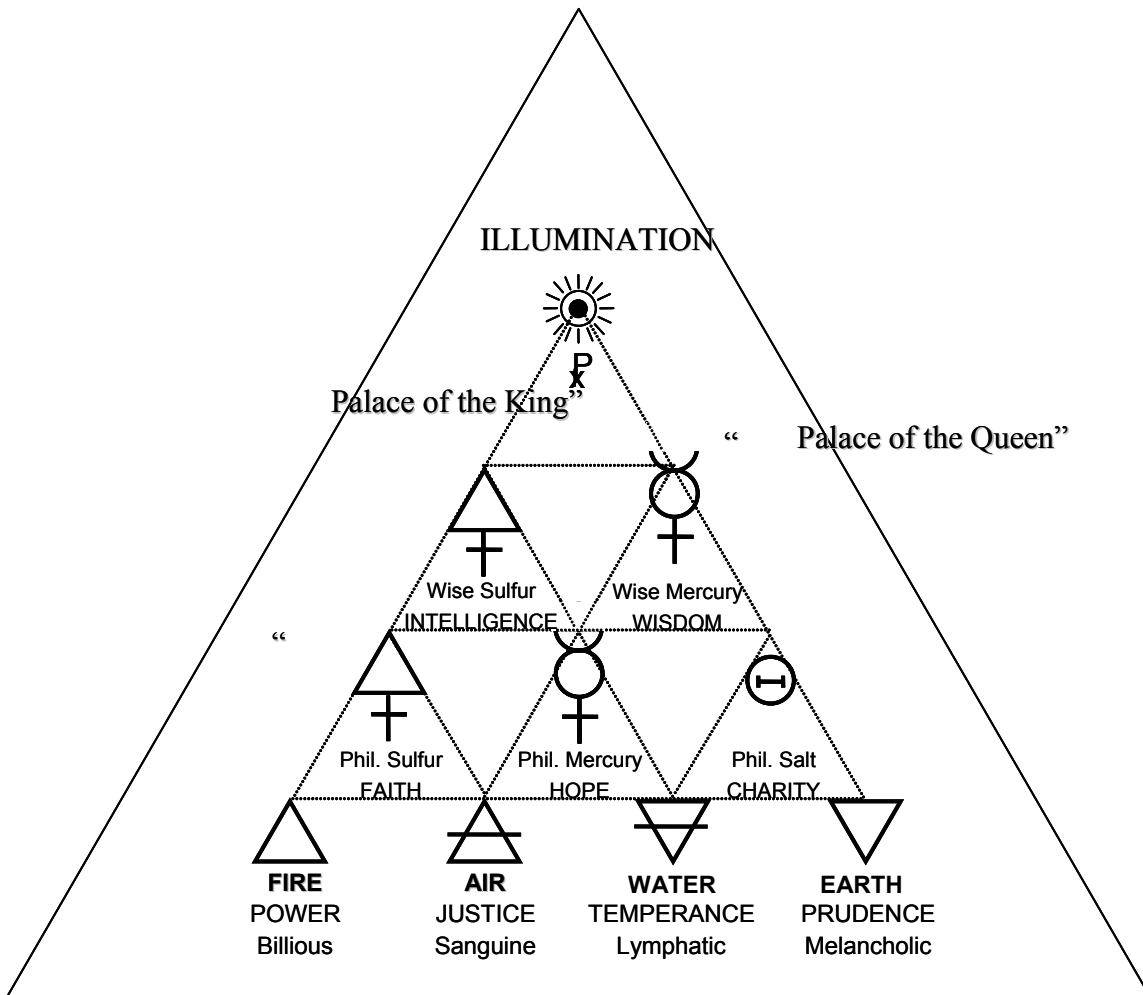 ILLUMINATION
P
x
Palace of the King”
“ Palace of the Queen”
Wise Sulfur Wise Mercury
INTELLIGENCE WISDOM
“
Phil. Sulfur Phil. Mercury Phil. Salt
FAITH HOPE CHARITY
FIRE AIR WATER EARTH
POWER JUSTICE TEMPERANCE PRUDENCE
Billious Sanguine Lymphatic Melancholic